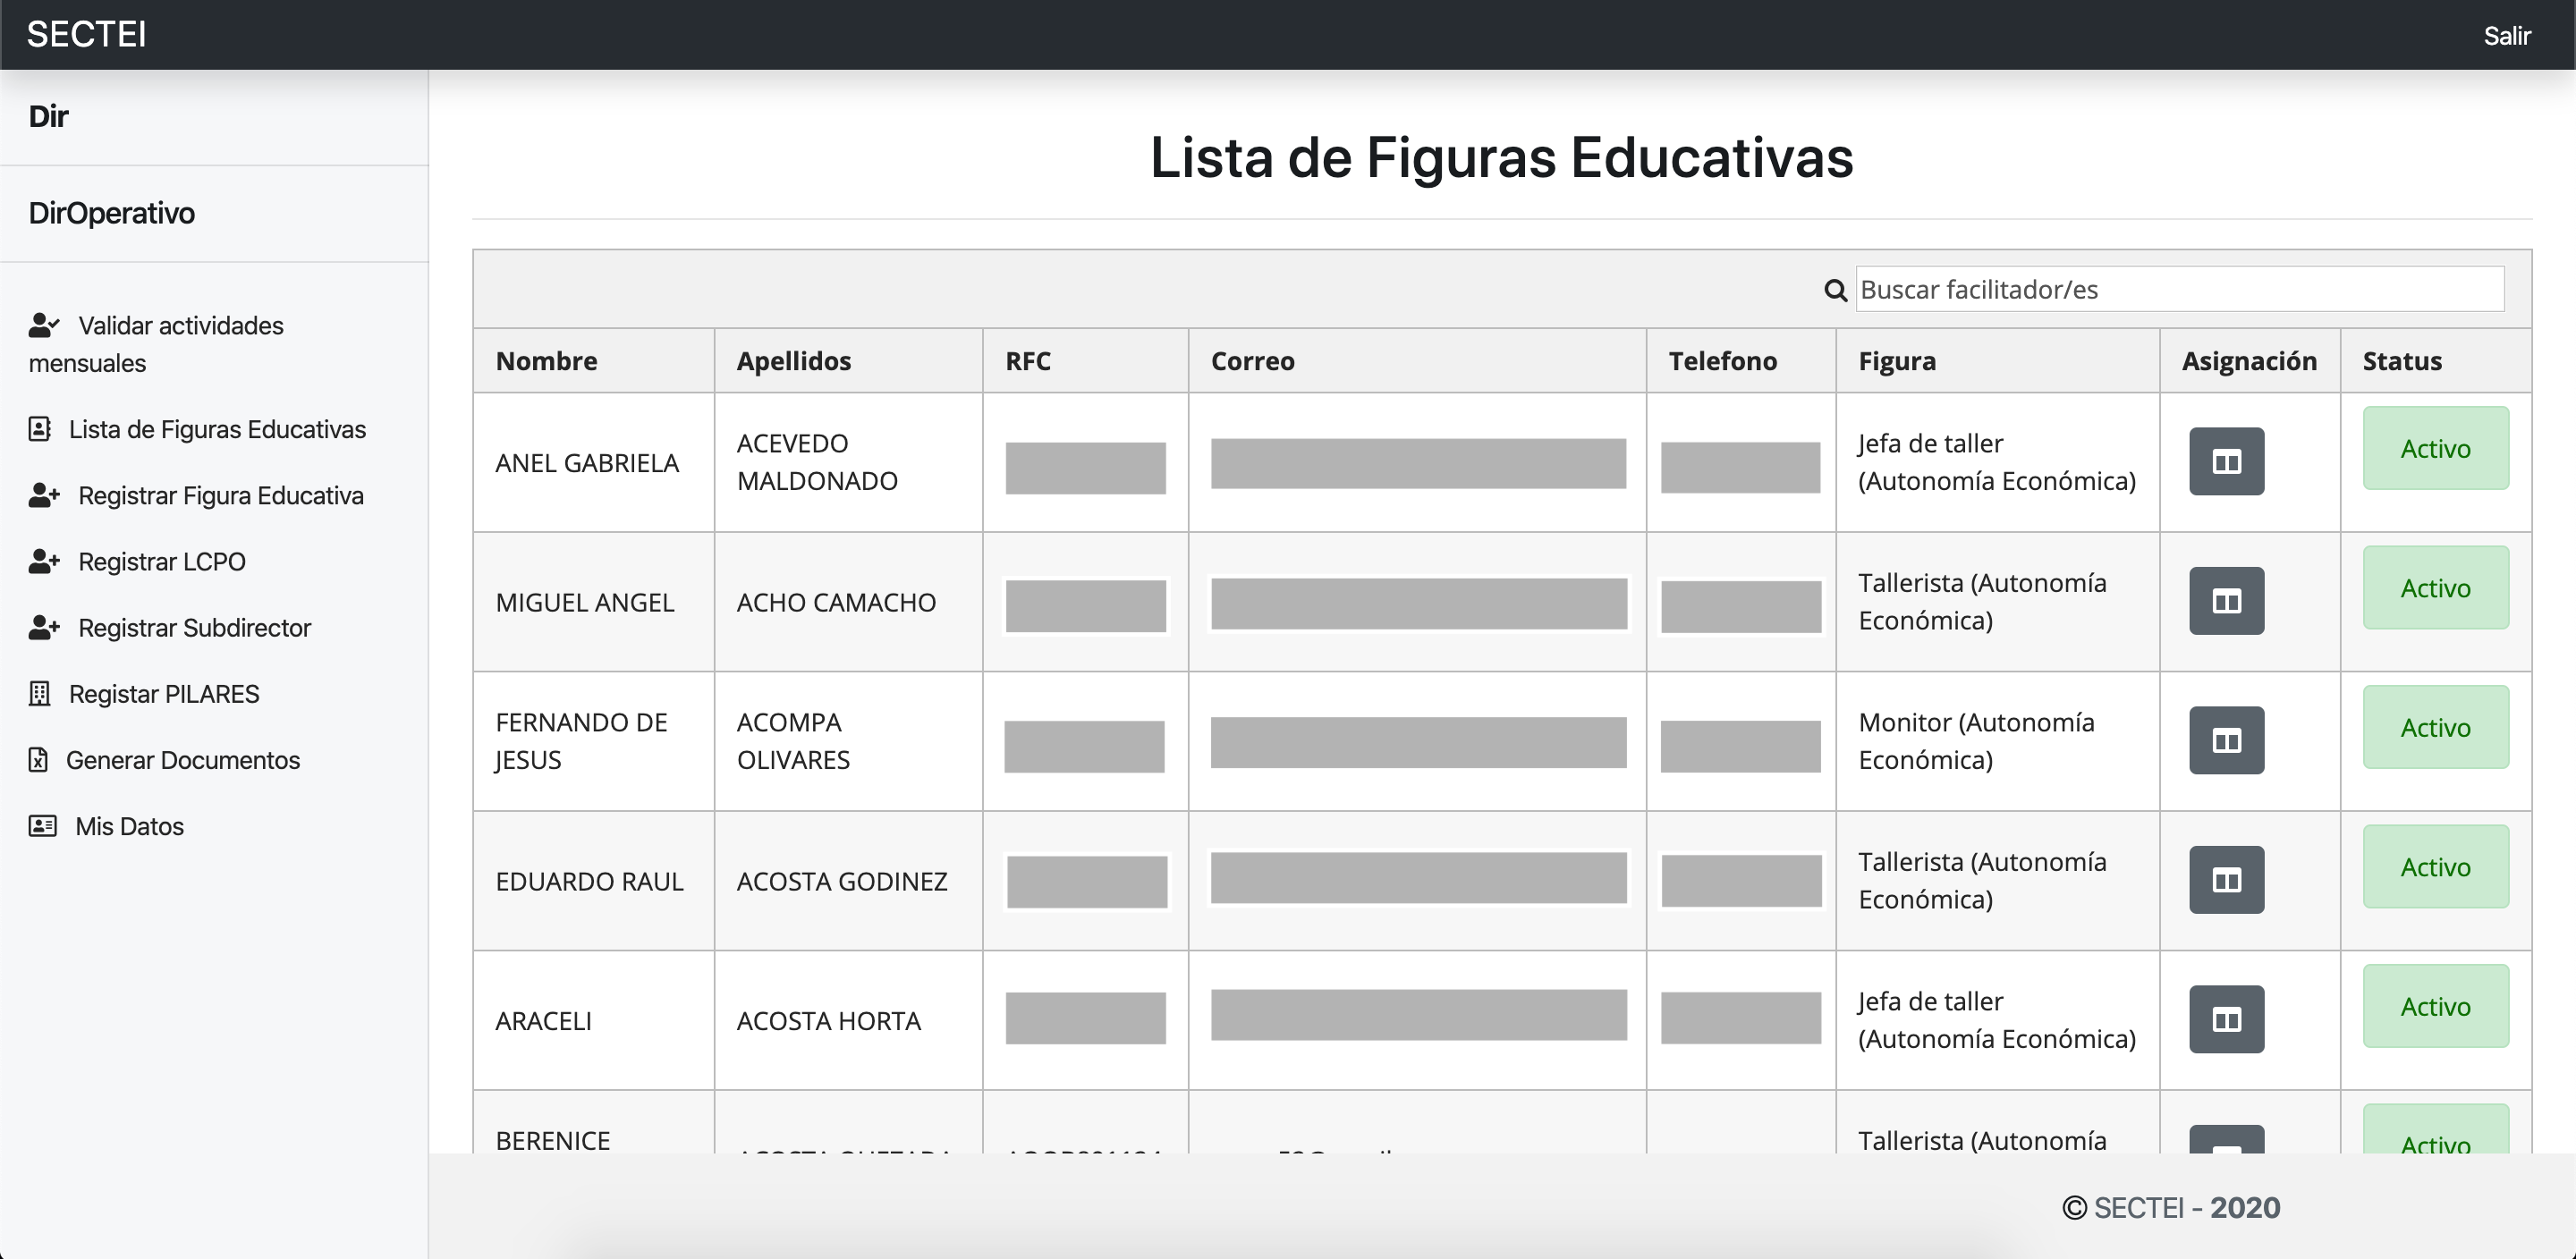 SECTEI
Salir
Dir
DirOperativo
Validar actividades
mensuales
Lista de Figuras Educativas
Registrar Figura Educativa
Registrar LCPO
Registrar Subdirector
Registar PILARES
Generar Documentos
Mis Datos
Lista de Figuras Educativas
Buscar facilitador/es
Nombre Apellidos RFC Correo Telefono Figura Asignación Status
ANEL GABRIELA
ACEVEDO
MALDONADO
Jefa de taller
(Autonomía Económica)
Activo
MIGUEL ANGEL
ACHO CAMACHO
Tallerista (Autonomía
Económica)
Activo
FERNANDO DE
JESUS
ACOMPA
OLIVARES
Monitor (Autonomía
Económica)
Activo
EDUARDO RAUL
ACOSTA GODINEZ
Tallerista (Autonomía
Económica)
Activo
ARACELI
ACOSTA HORTA
Jefa de taller
(Autonomía Económica)
Activo
BERENICE
Tallerista (Autonomía
Activo
© SECTEI - 2020